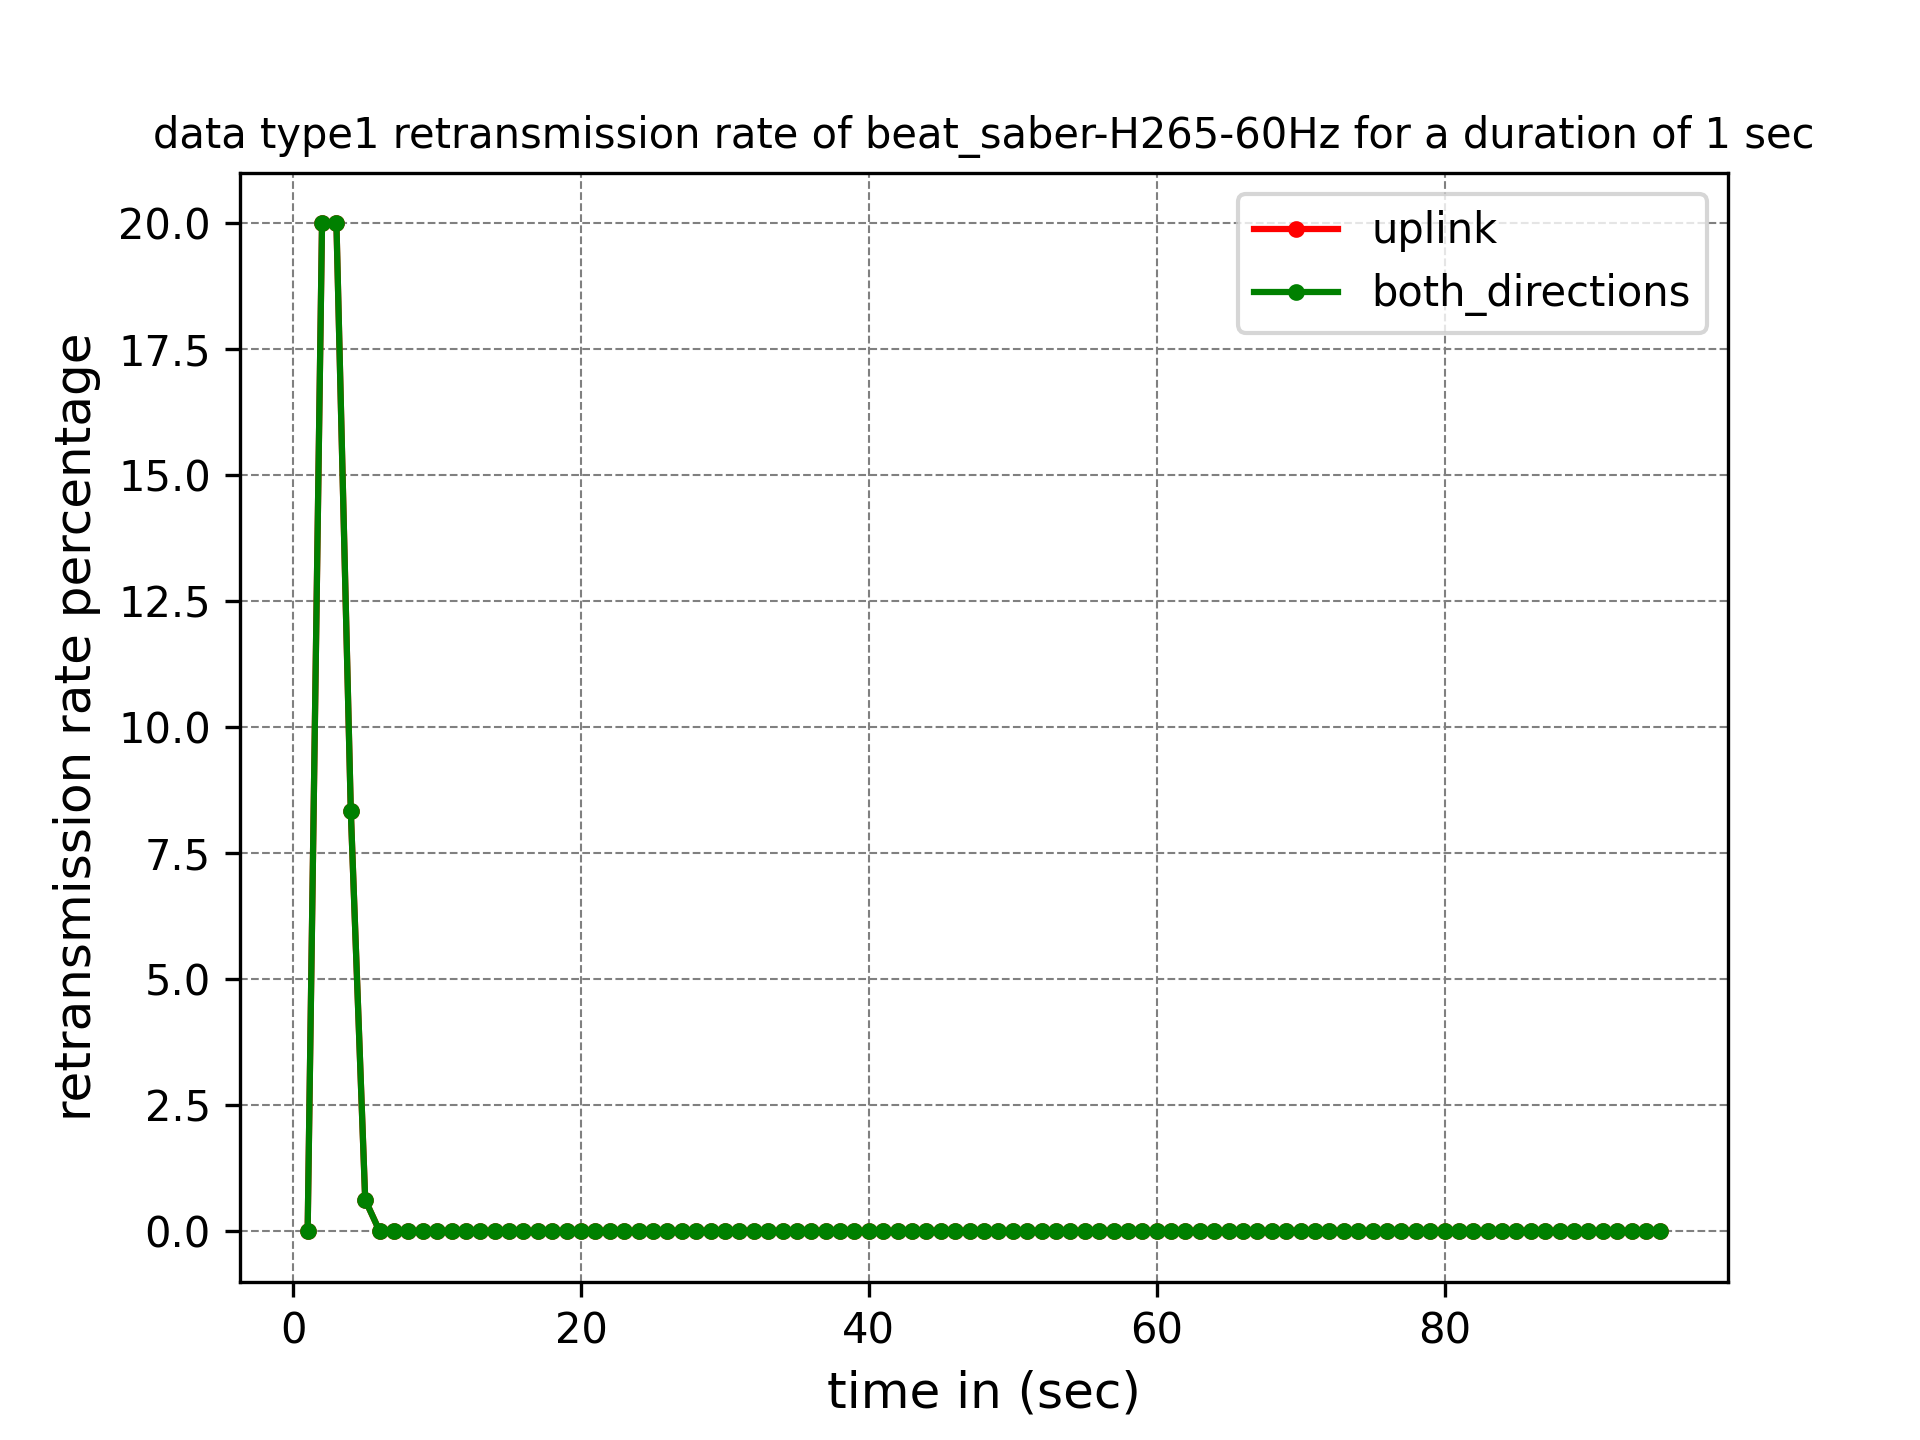 data type1 retransmission rate of beat_saber-H265-60Hz for a duration of 1 sec
uplink
both_directions
retransmission rate percentage
20.0
17.5
15.0
12.5
10.0
7.5
5.0
2.5
0.0
0 20 40 60 80
time in (sec)